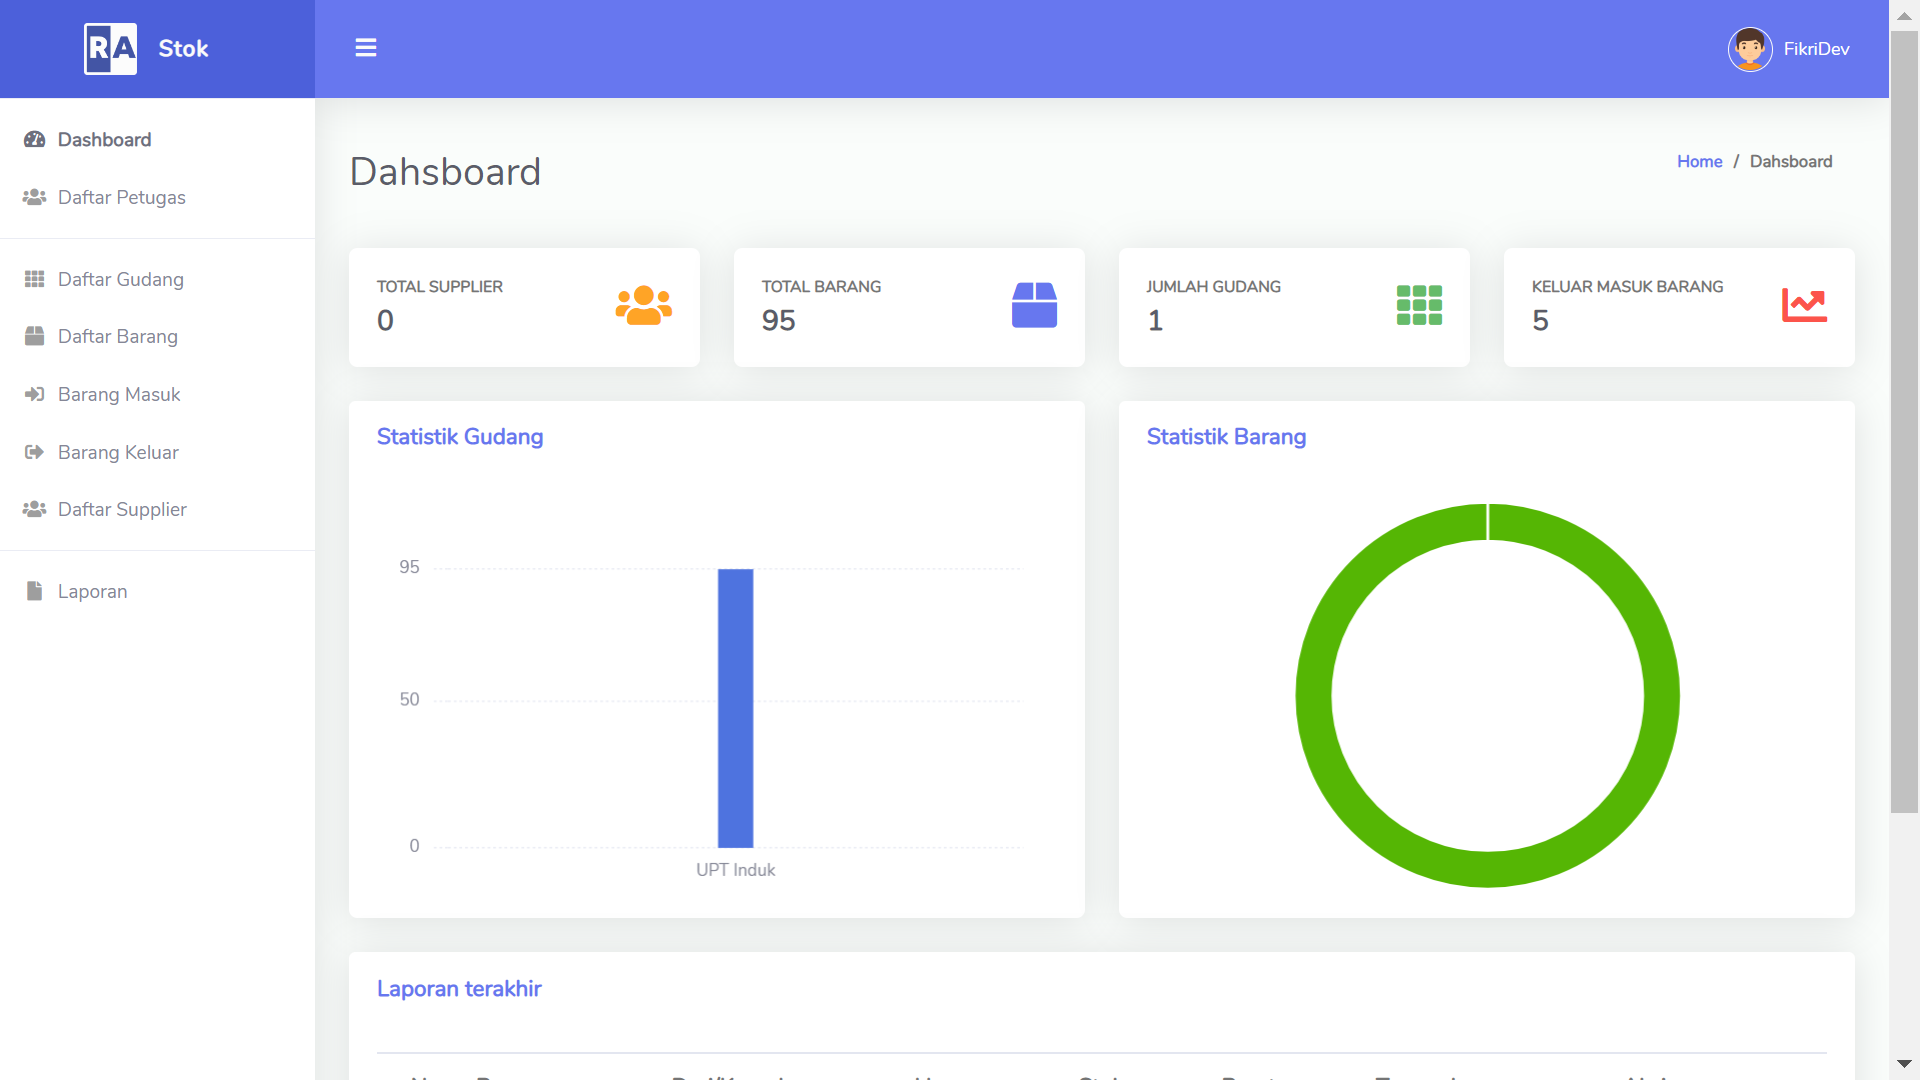 RA Stok
FikriDev
Dashboard
Daftar Petugas
Daftar Gudang
Daftar Barang
Barang Masuk
Barang Keluar
Daftar Supplier
Laporan
Dahsboard
Home / Dahsboard
TOTAL SUPPLIER
0
TOTAL BARANG
95
JUMLAH GUDANG
1
KELUAR MASUK BARANG
5
Statistik Gudang
95
50
0
UPT Induk
Statistik Barang
Laporan terakhir